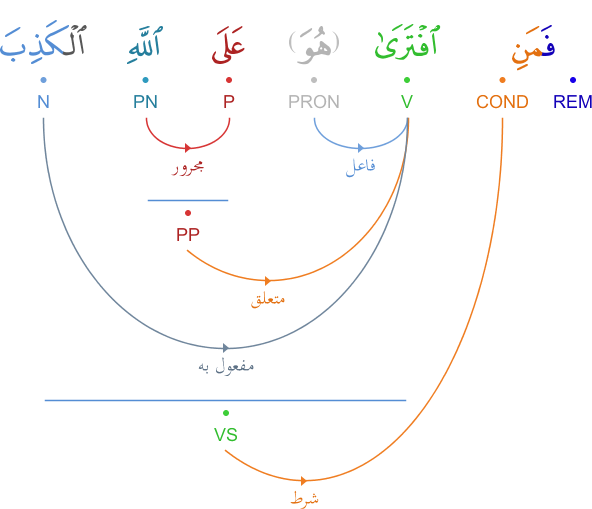 فَمَنِ ٱفْتَرَىٰ (هُوَ) عَلَى ٱللَّهِ ٱلْكَذِبَ
REM COND V PRON P PN N
فاعل مجرور
PP
متعلق
مفعول به
VS
شرط